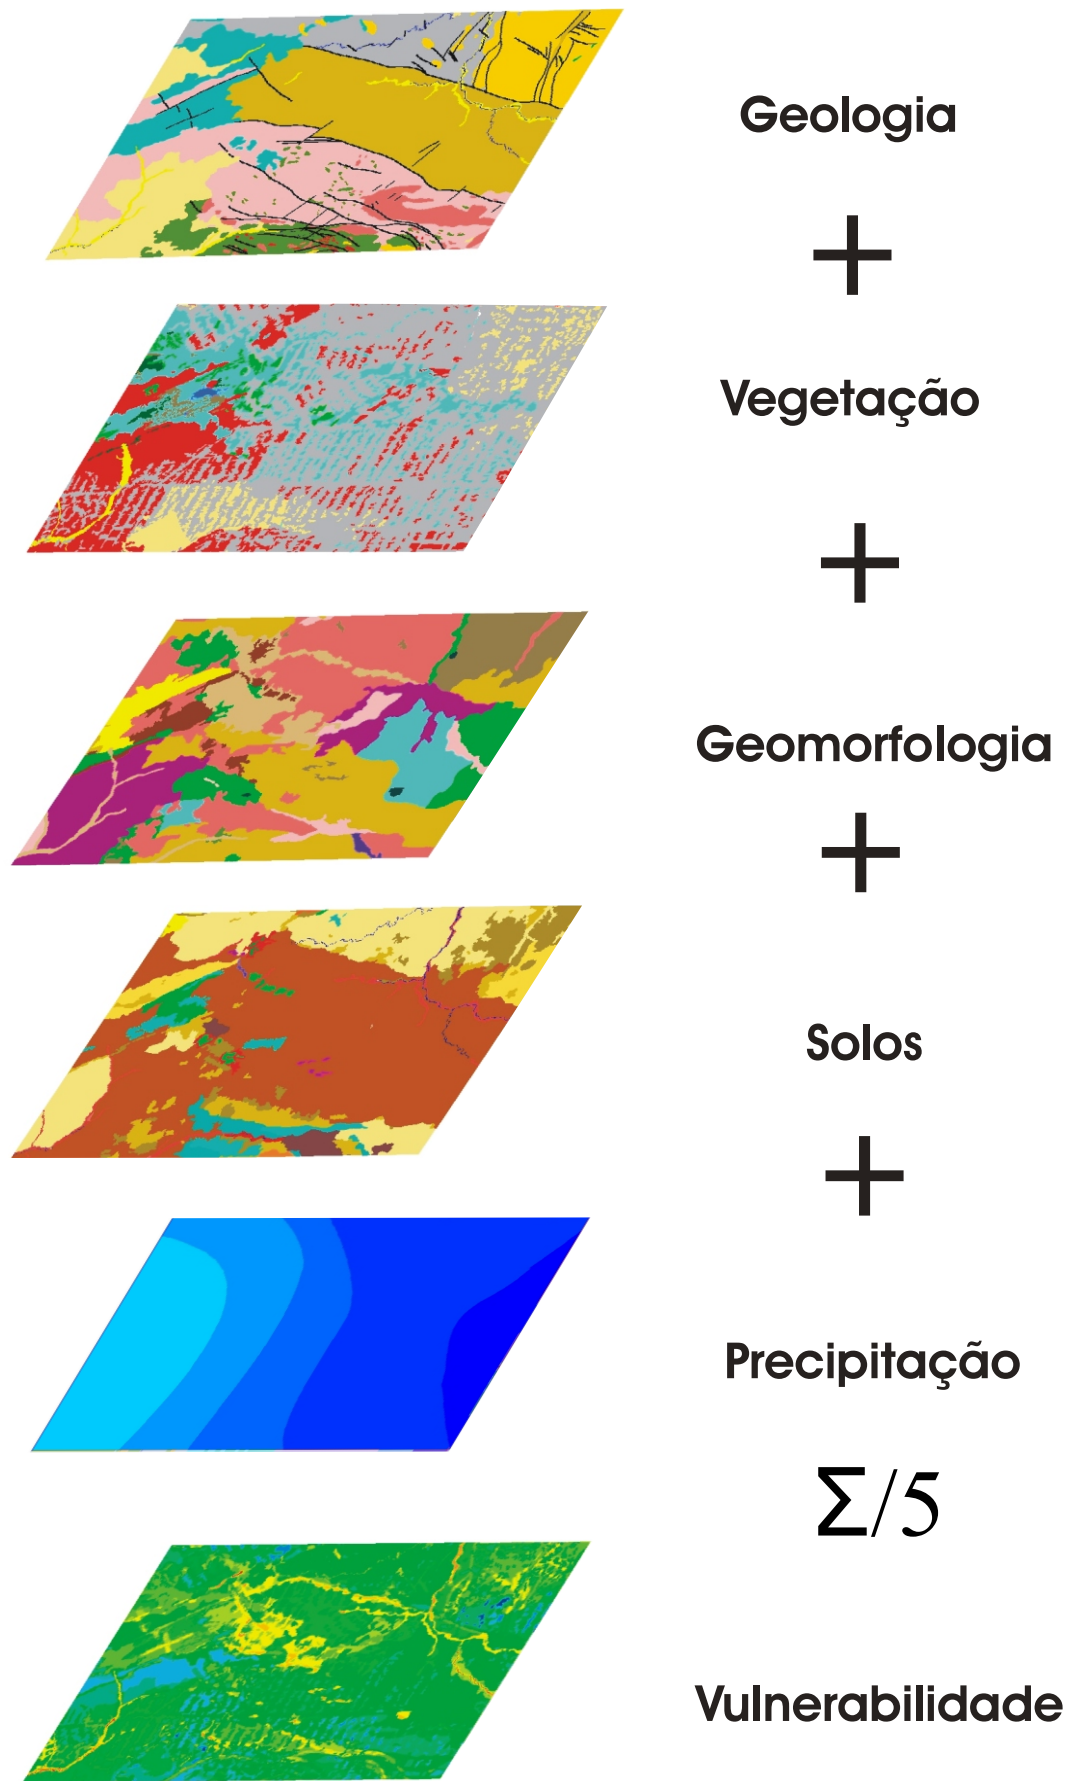 Geologia
+
Vegetação
+
Geomorfologia
+
Solos
+
Precipitação
Σ/5
Vulnerabilidade